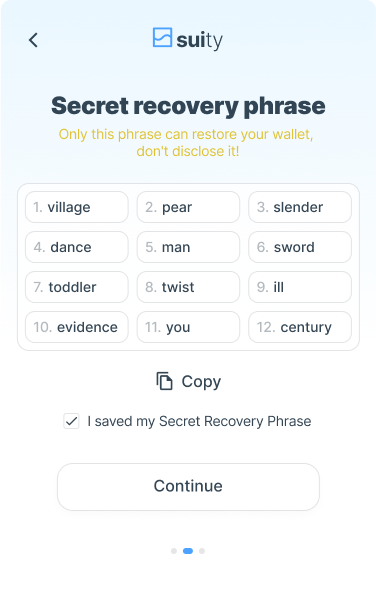 suity
Secret recovery phrase
Only this phrase can restore your wallet,
don't disclose it!
1. village 2. pear 3. slender
4. dance 5. man 6. sword
7. toddler 8. twist 9. ill
10. evidence 11. you 12. century
Copy
I saved my Secret Recovery Phrase
Continue